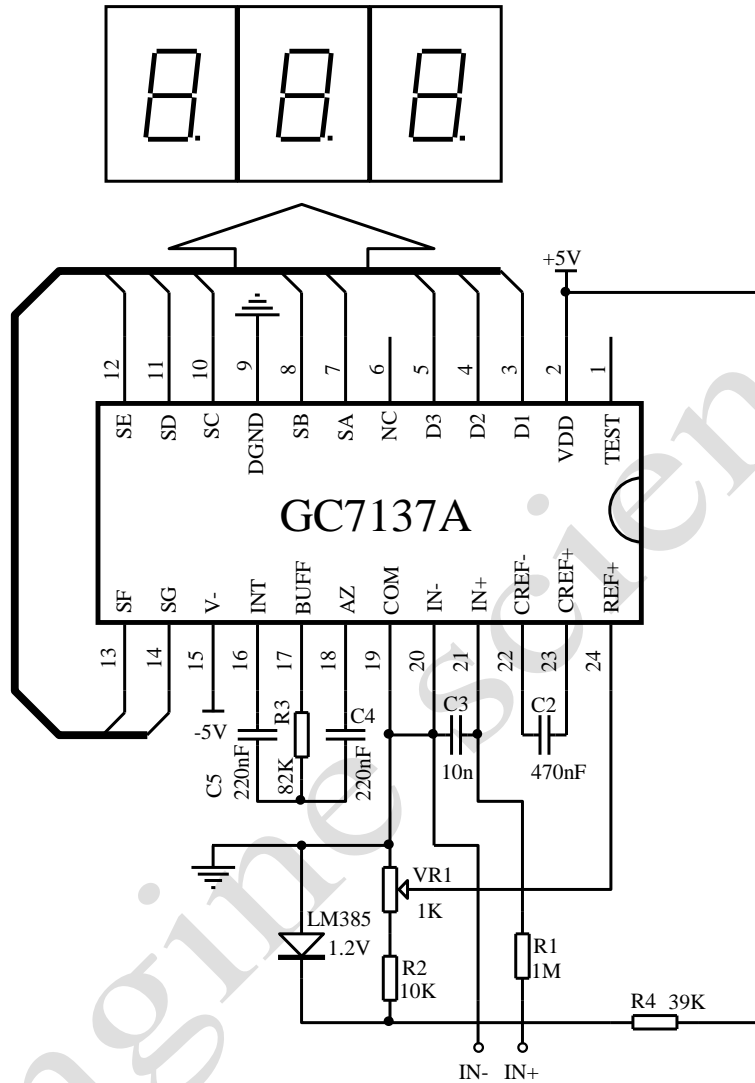 +5V
12
11
10
9
8
7
6
5
4
3
2
1
SE
SD
SC
DGND
SB
SA
NC
D3
D2
D1
VDD
TEST
GC7137A
SF
SG
V-
INT
BUFF
AZ
COM
IN-
IN+
CREF-
CREF+
REF+
13
14
15
16
17
18
19
20
21
22
23
24
-5V
C5
220nF
R3
82K
C4
220nF
C3
10n
C2
470nF
VR1
1K
LM385
1.2V
R2
10K
R1
1M
R4 39K
IN- IN+
ngine scien